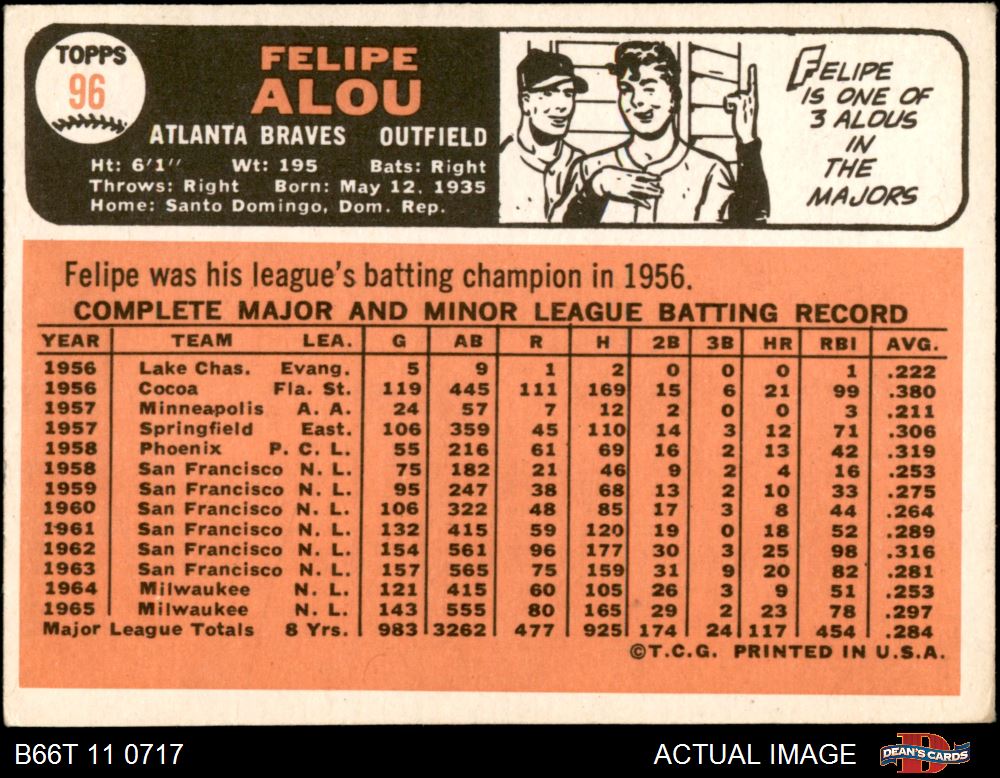 TOPPS
96
FELIPE
ALOU
ATLANTA BRAVES OUTFIELD
Ht: 6'1" Wt: 195 Bats: Right
Throws: Right Born: May 12, 1935
Home: Santo Domingo, Dom. Rep.
FELIPE
IS ONE OF
3 ALOUS
IN
THE
MAJORS
Felipe was his league's batting champion in 1956.
COMPLETE MAJOR AND MINOR LEAGUE BATTING RECORD
YEAR TEAM LEA. G AB R H 2B 3B HR RBI AVG.
1956 Lake Chas. Evang. 5 9 1 2 0 0 0 1 .222
1956 Cocoa Fla. St. 119 445 111 169 15 6 21 99 .380
1957 Minneapolis A. A. 24 57 7 12 2 0 0 3 .211
1957 Springfield East. 106 359 45 110 14 3 12 71 .306
1958 Phoenix P. C. L. 55 216 61 69 16 2 13 42 .319
1958 San Francisco N. L. 75 182 21 46 9 2 4 16 .253
1959 San Francisco N. L. 95 247 38 68 13 2 10 33 .275
1960 San Francisco N. L. 106 322 48 85 17 3 8 44 .264
1961 San Francisco N. L. 132 415 59 120 19 0 18 52 .289
1962 San Francisco N. L. 154 561 96 177 30 3 25 98 .316
1963 San Francisco N. L. 157 565 75 159 31 9 20 82 .281
1964 Milwaukee N. L. 121 415 60 105 26 3 9 51 .253
1965 Milwaukee N. L. 143 555 80 165 29 2 23 78 .297
Major League Totals 8 Yrs. 983 3262 477 925 174 24 117 454 .284
©T.C.G. PRINTED IN U.S.A.
B66T 11 0717 ACTUAL IMAGE DEAN'S CARDS